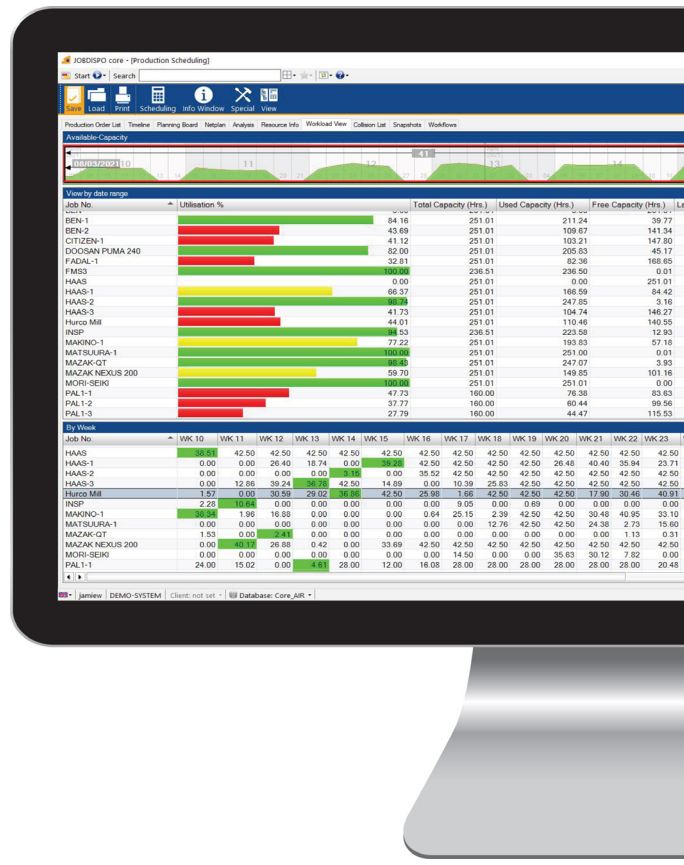 JOBDISPO core - [Production Scheduling]
Start Search
Save Load Print Scheduling Info Window Special View
Production Order List Timeline Planning Board Netplan Analysis Resource Info Workload View Collision List Snapshots Workflows
Available-Capacity
41
08/03/2021 10 11 12 13 14
View by date range
Job No. Utilisation % Total Capacity (Hrs.) Used Capacity (Hrs.) Free Capacity (Hrs.) La
BEN-1 84.16 251.01 211.24 39.77
BEN-2 43.69 251.01 109.67 141.34
CITIZEN-1 41.12 251.01 103.21 147.80
DOOSAN PUMA 240 82.00 251.01 205.83 45.17
FADAL-1 32.81 251.01 82.36 168.65
FMS3 100.00 236.51 236.50 0.01
HAAS 0.00 251.01 0.00 251.01
HAAS-1 66.37 251.01 166.59 84.42
HAAS-2 98.74 251.01 247.85 3.16
HAAS-3 41.73 251.01 104.74 146.27
Hurco Mill 44.01 251.01 110.46 140.55
INSP 94.53 236.51 223.58 12.93
MAKINO-1 77.22 251.01 193.83 57.18
MATSUURA-1 100.00 251.01 251.00 0.01
MAZAK-QT 98.43 251.01 247.07 3.93
MAZAK NEXUS 200 59.70 251.01 149.85 101.16
MORI-SEIKI 100.00 251.01 251.01 0.00
PAL1-1 47.73 160.00 76.38 83.63
PAL1-2 37.77 160.00 60.44 99.56
PAL1-3 27.79 160.00 44.47 115.53
By Week
Job No. WK 10 WK 11 WK 12 WK 13 WK 14 WK 15 WK 16 WK 17 WK 18 WK 19 WK 20 WK 21 WK 22 WK 23
HAAS 38.51 42.50 42.50 42.50 42.50 42.50 42.50 42.50 42.50 42.50 42.50 42.50 42.50 42.50
HAAS-1 0.00 0.00 26.40 18.74 0.00 39.28 42.50 42.50 42.50 42.50 26.48 40.40 35.94 23.71
HAAS-2 0.00 0.00 0.00 0.00 3.15 0.00 35.52 42.50 42.50 42.50 42.50 42.50 42.50 42.50
HAAS-3 0.00 12.86 39.24 36.78 42.50 14.89 0.00 10.39 25.83 42.50 42.50 42.50 42.50 42.50
Hurco Mill 1.57 0.00 30.59 29.02 36.86 42.50 25.98 1.66 42.50 42.50 42.50 17.90 30.46 40.91
INSP 2.28 10.64 0.00 0.00 0.00 0.00 0.00 9.05 0.00 0.69 0.00 0.00 0.00 0.00
MAKINO-1 38.34 1.96 16.88 0.00 0.00 0.00 0.64 25.15 2.39 42.50 42.50 30.48 40.95 33.10
MATSUURA-1 0.00 0.00 0.00 0.00 0.00 0.00 0.00 0.00 12.76 42.50 42.50 24.38 2.73 15.60
MAZAK-QT 1.53 0.00 2.41 0.00 0.00 0.00 0.00 0.00 0.00 0.00 0.00 0.00 1.13 0.31
MAZAK NEXUS 200 0.00 40.17 26.88 0.42 0.00 33.69 42.50 42.50 42.50 42.50 42.50 42.50 42.50 42.50
MORI-SEIKI 0.00 0.00 0.00 0.00 0.00 0.00 0.00 14.50 0.00 0.00 35.63 30.12 7.82 0.00
PAL1-1 24.00 15.02 0.00 4.61 28.00 12.00 16.08 28.00 28.00 28.00 28.00 28.00 28.00 20.48
jamiew DEMO-SYSTEM Client: not set Database: Core_AIR